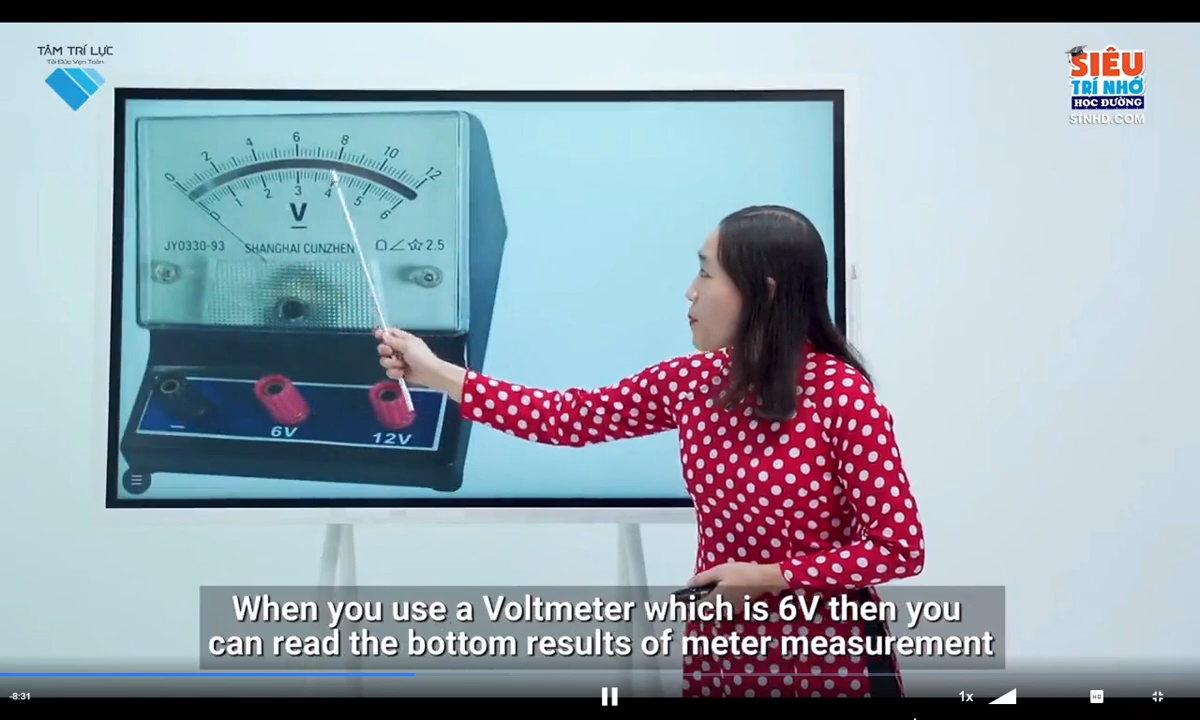 TÂM TRÍ LỰC
Tài Đức Vẹn Toàn
SIÊU
TRÍ NHỚ
HỌC ĐƯỜNG
STNHD.COM
0 2 4 6 8 10 12
0 1 2 3 4 5 6
V
JY0330-93 SHANGHAI CUNZHEN 2.5
–
6V
12V
When you use a Voltmeter which is 6V then you
can read the bottom results of meter measurement
-8:31
1x
HD